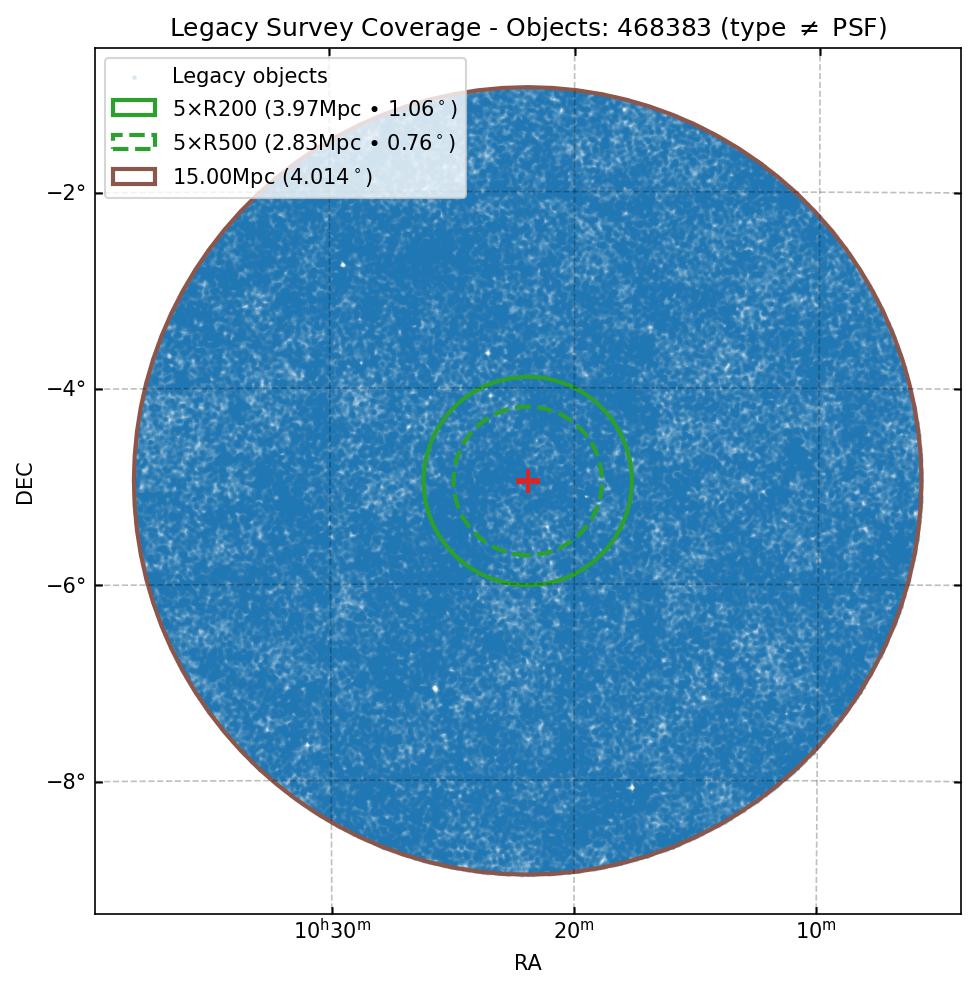 Legacy Survey Coverage - Objects: 468383 (type ≠ PSF)
Legacy objects
5×R200 (3.97Mpc • 1.06°)
5×R500 (2.83Mpc • 0.76°)
15.00Mpc (4.014°)
−2°
−4°
−6°
−8°
DEC
10ʰ30ᵐ 20ᵐ 10ᵐ
RA